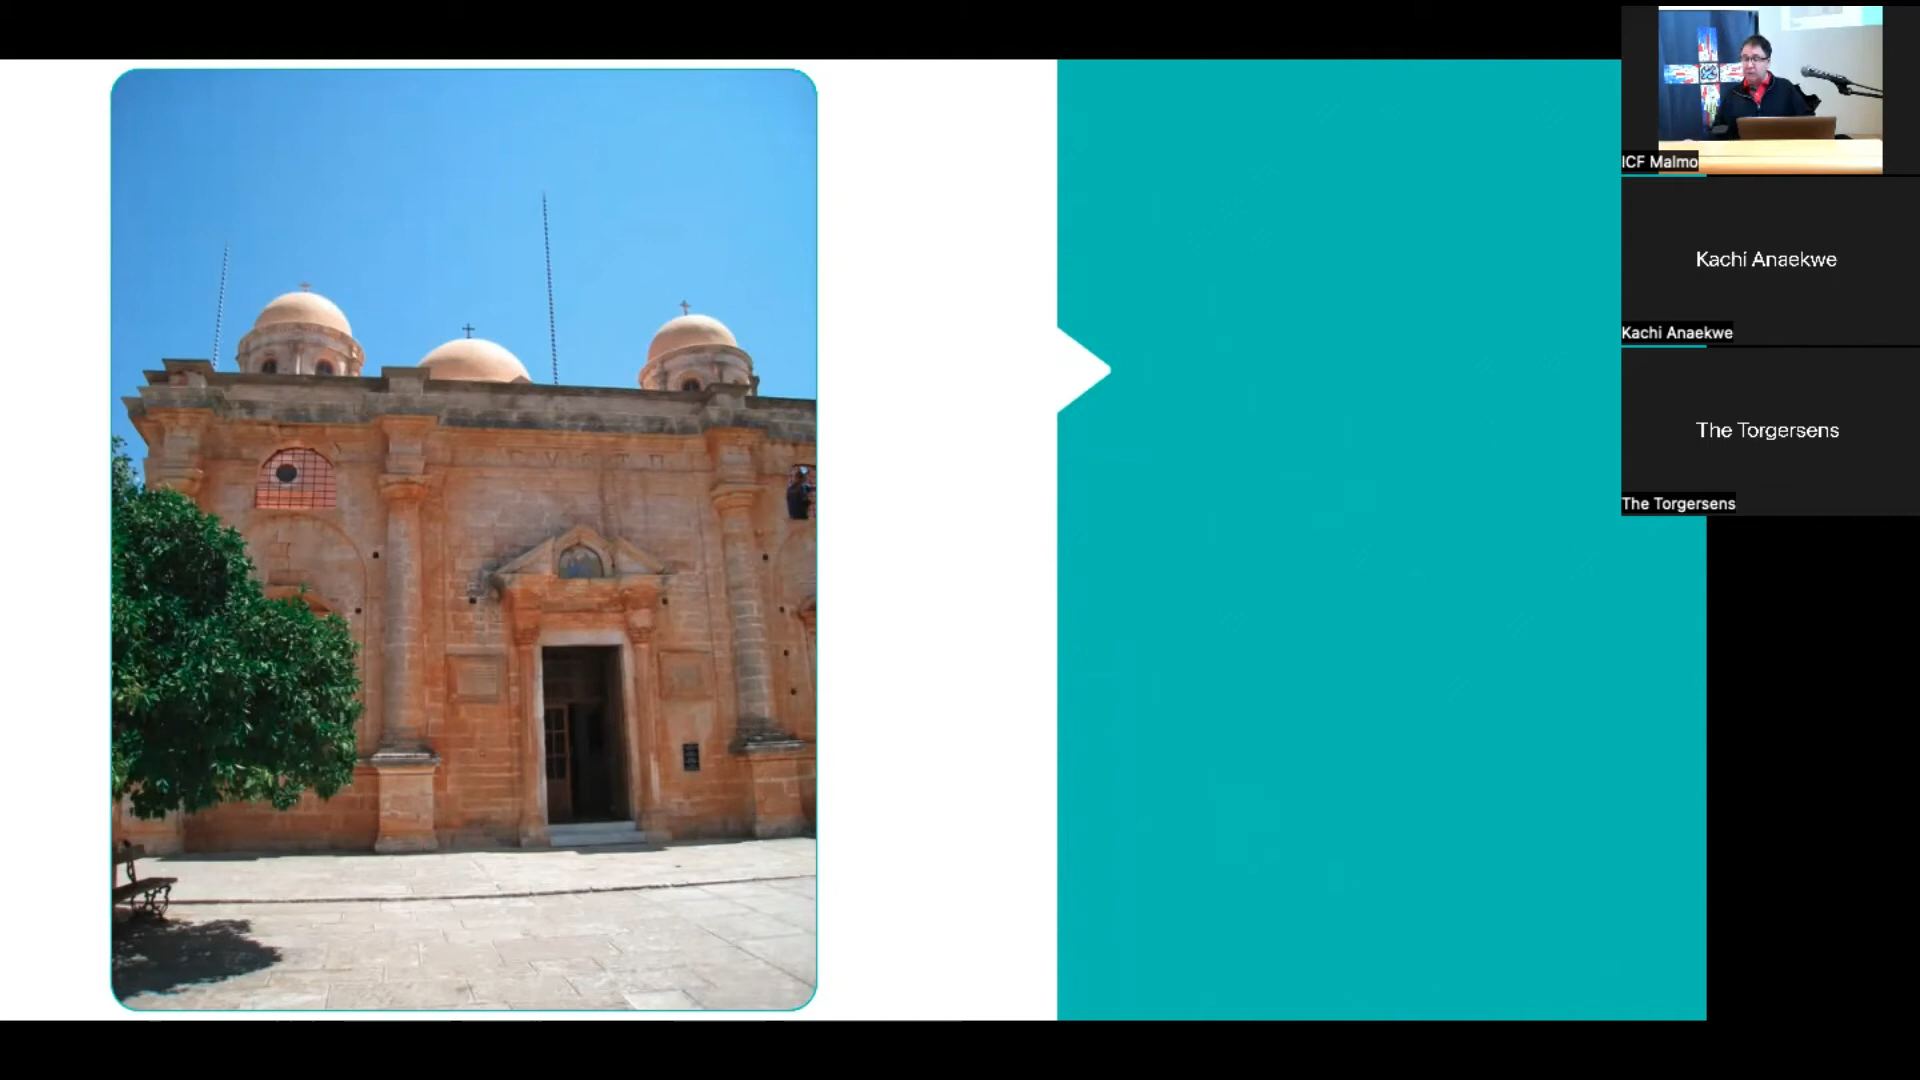 ICF Malmo
Kachi Anaekwe
Kachi Anaekwe
The Torgersens
The Torgersens